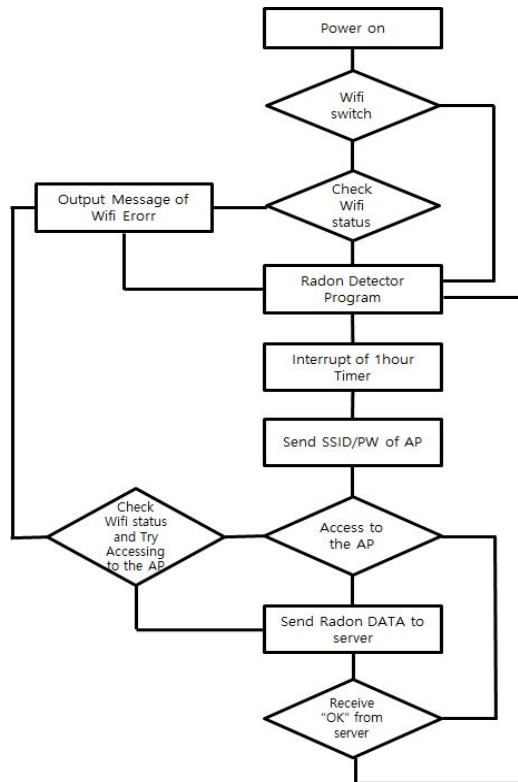 Power on
Wifi
switch
Check
Wifi
status
Output Message of
Wifi Erorr
Radon Detector
Program
Interrupt of 1hour
Timer
Send SSID/PW of AP
Check
Wifi status
and Try
Accessing
to the AP
Access to
the AP
Send Radon DATA to
server
Receive
"OK" from
server